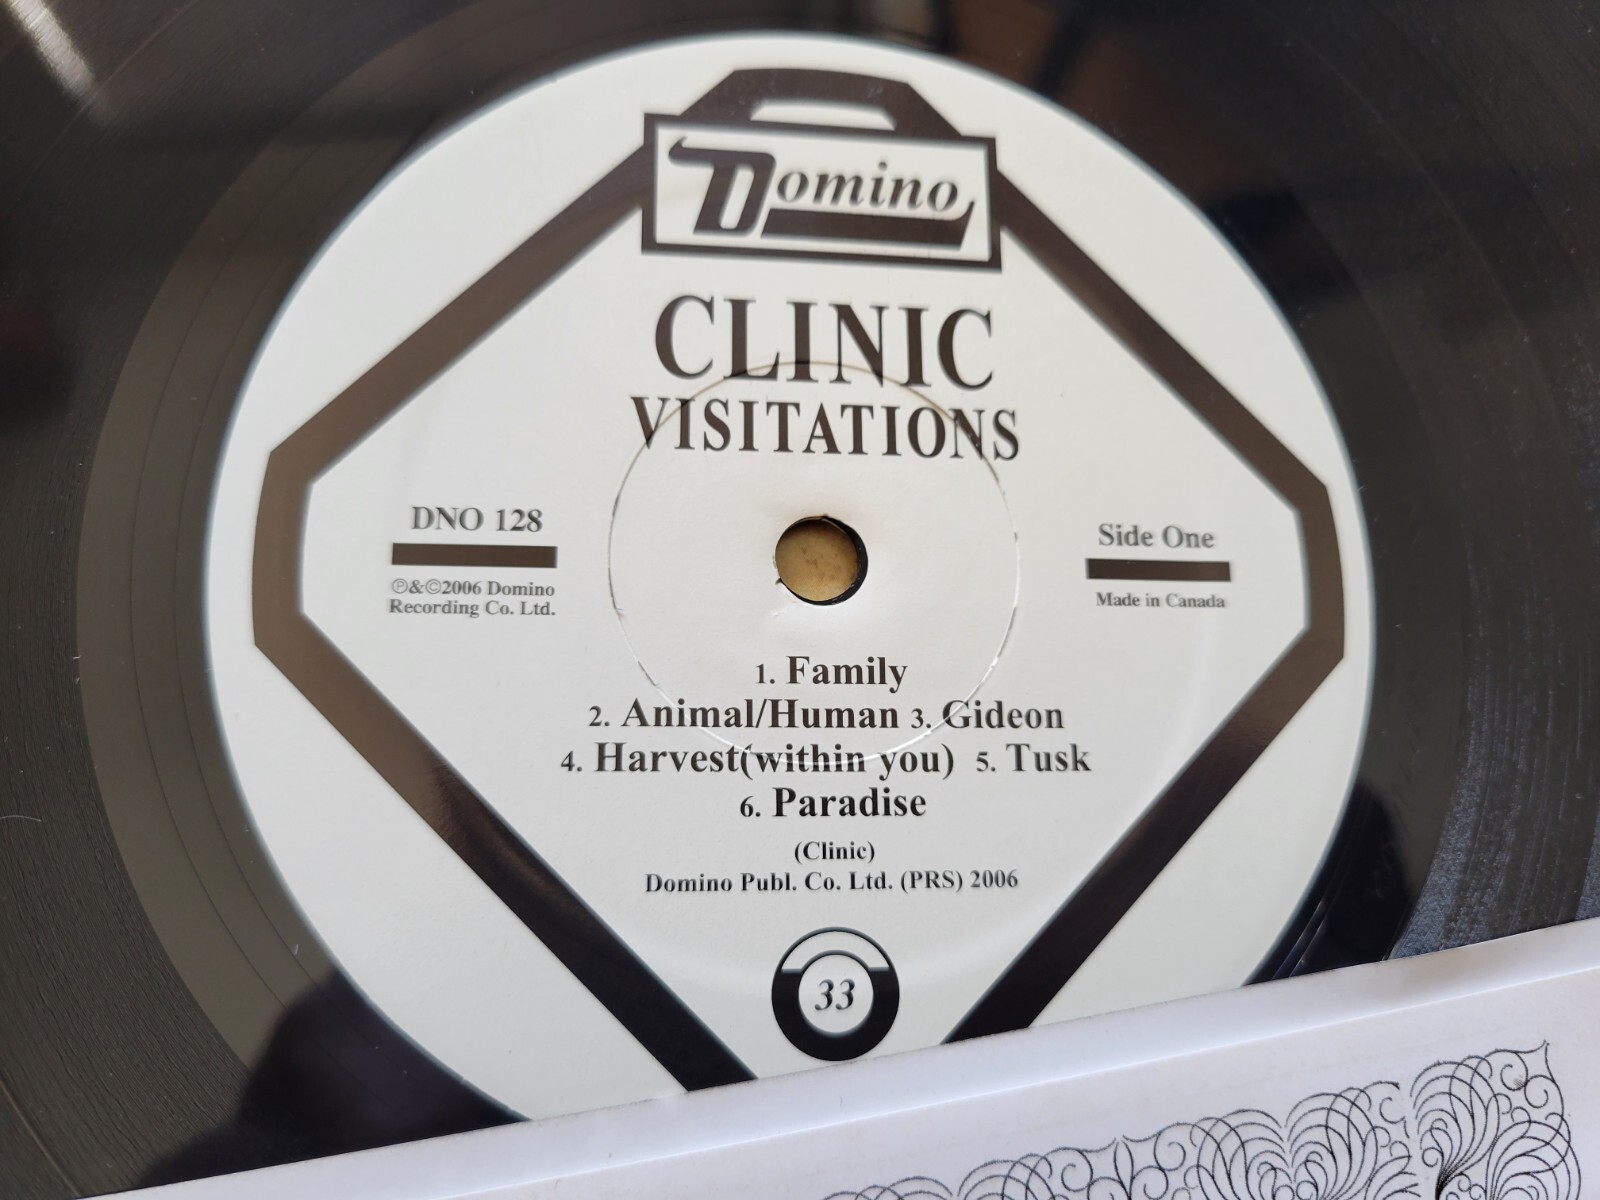 Domino
CLINIC
VISITATIONS
DNO 128
℗&©2006 Domino
Recording Co. Ltd.
Side One
Made in Canada
1. Family
2. Animal/Human 3. Gideon
4. Harvest(within you) 5. Tusk
6. Paradise
(Clinic)
Domino Publ. Co. Ltd. (PRS) 2006
33